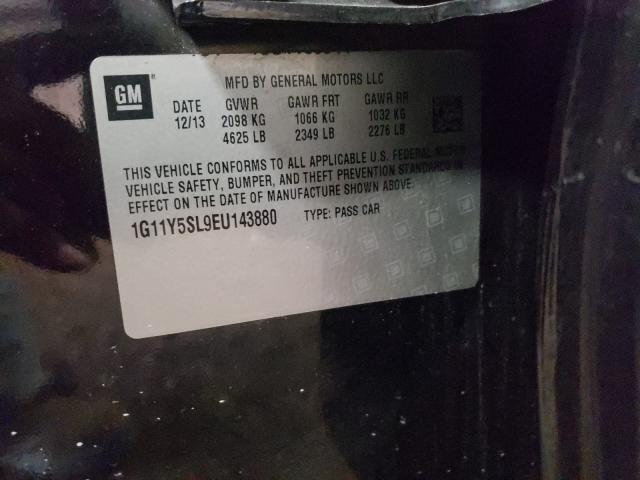 GM
MFD BY GENERAL MOTORS LLC
DATE GVWR GAWR FRT GAWR RR
12/13 2098 KG 1066 KG 1032 KG
4625 LB 2349 LB 2276 LB
THIS VEHICLE CONFORMS TO ALL APPLICABLE U.S. FEDERAL MOTOR
VEHICLE SAFETY, BUMPER, AND THEFT PREVENTION STANDARDS IN
EFFECT ON THE DATE OF MANUFACTURE SHOWN ABOVE.
1G11Y5SL9EU143880 TYPE: PASS CAR